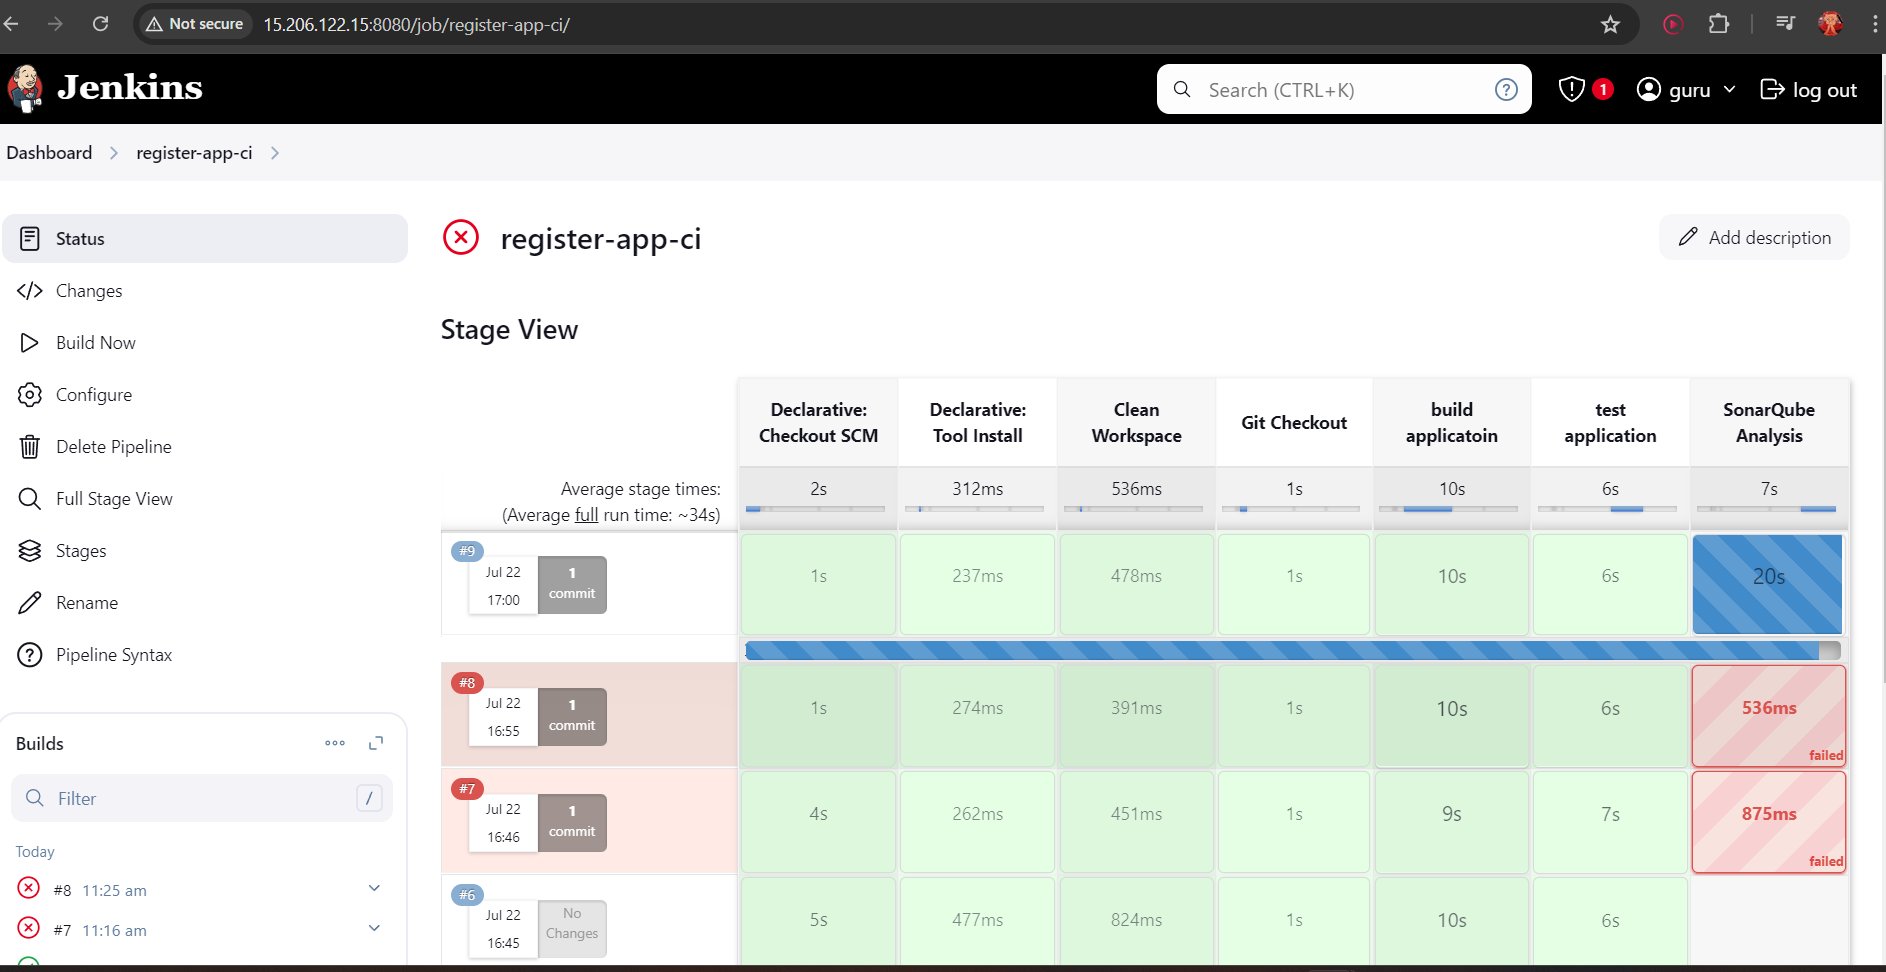 Not secure
15.206.122.15:8080/job/register-app-ci/
Jenkins
Search (CTRL+K)
?
1
guru
log out
Dashboard
register-app-ci
Status
Changes
Build Now
Configure
Delete Pipeline
Full Stage View
Stages
Rename
Pipeline Syntax
Builds
Filter
/
Today
#8 11:25 am
#7 11:16 am
register-app-ci
Add description
Stage View
Declarative: Checkout SCM
Declarative: Tool Install
Clean Workspace
Git Checkout
build applicatoin
test application
SonarQube Analysis
Average stage times:
(Average full run time: ~34s)
2s
312ms
536ms
1s
10s
6s
7s
#9
Jul 22
17:00
1
commit
1s
237ms
478ms
1s
10s
6s
20s
#8
Jul 22
16:55
1
commit
1s
274ms
391ms
1s
10s
6s
536ms
failed
#7
Jul 22
16:46
1
commit
4s
262ms
451ms
1s
9s
7s
875ms
failed
#6
Jul 22
16:45
No
Changes
5s
477ms
824ms
1s
10s
6s